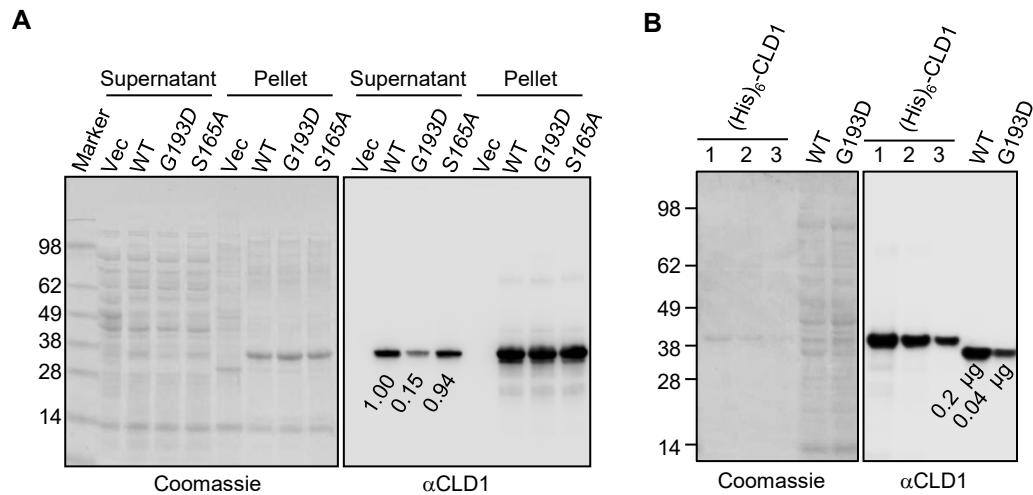 A
Supernatant Pellet Supernatant Pellet
Marker Vec WT G193D S165A Vec WT G193D S165A Vec WT G193D S165A Vec WT G193D S165A
98
62
49
38
28
14
1.00 0.15 0.94
Coomassie αCLD1
B
(His)6-CLD1 (His)6-CLD1
1 2 3 WT G193D 1 2 3 WT G193D
98
62
49
38
28
14
0.2 µg
0.04 µg
Coomassie αCLD1